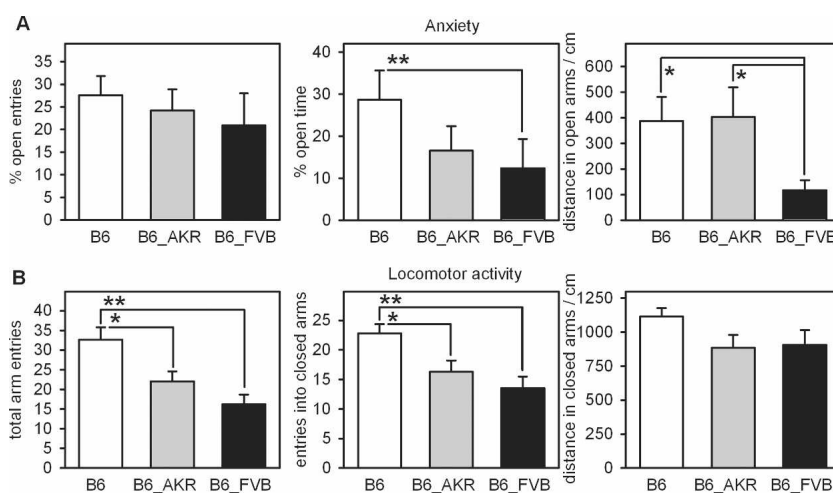 A
Anxiety
% open entries
30
25
20
15
10
5
0
B6 B6_AKR B6_FVB
% open time
40
30
20
10
0
**
B6 B6_AKR B6_FVB
distance in open arms / cm
600
500
400
300
200
100
0
* *
B6 B6_AKR B6_FVB
B
Locomotor activity
total arm entries
40
35
30
25
20
15
10
5
0
**
*
B6 B6_AKR B6_FVB
entries into closed arms
25
20
15
10
5
0
**
*
B6 B6_AKR B6_FVB
distance in closed arms / cm
1250
1000
750
500
250
0
B6 B6_AKR B6_FVB